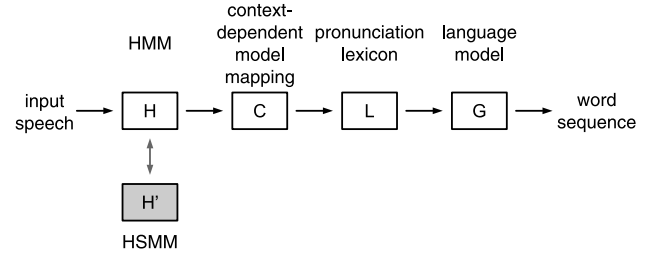 HMM
context-
dependent
model
mapping
pronunciation
lexicon
language
model
input
speech
H
C
L
G
word
sequence
H'
HSMM